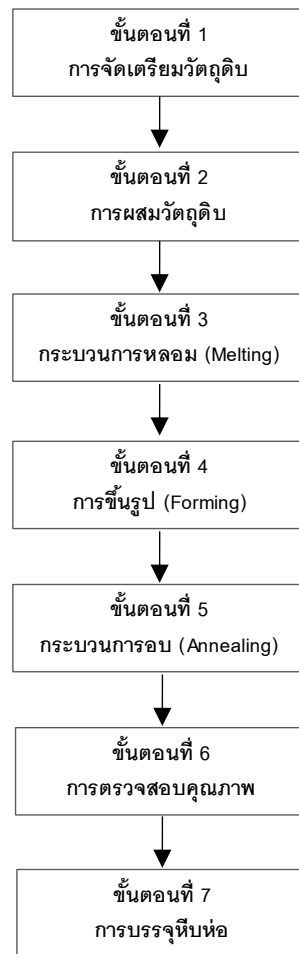 ขั้นตอนที่ 1
การจัดเตรียมวัตถุดิบ
ขั้นตอนที่ 2
การผสมวัตถุดิบ
ขั้นตอนที่ 3
กระบวนการหลอม (Melting)
ขั้นตอนที่ 4
การขึ้นรูป (Forming)
ขั้นตอนที่ 5
กระบวนการอบ (Annealing)
ขั้นตอนที่ 6
การตรวจสอบคุณภาพ
ขั้นตอนที่ 7
การบรรจุหีบห่อ